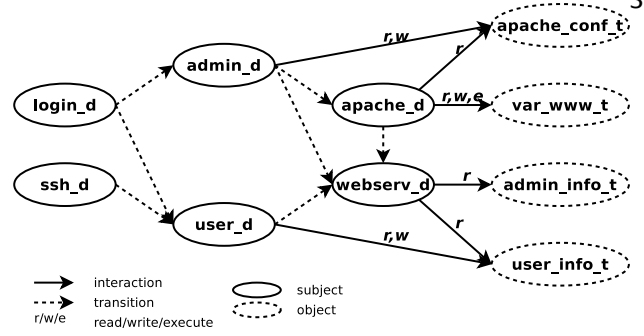 apache_conf_t
r,w
admin_d
r
login_d
apache_d
r,w,e
var_www_t
ssh_d
webserv_d
r
admin_info_t
user_d
r
r,w
user_info_t
interaction
subject
transition
object
r/w/e
read/write/execute